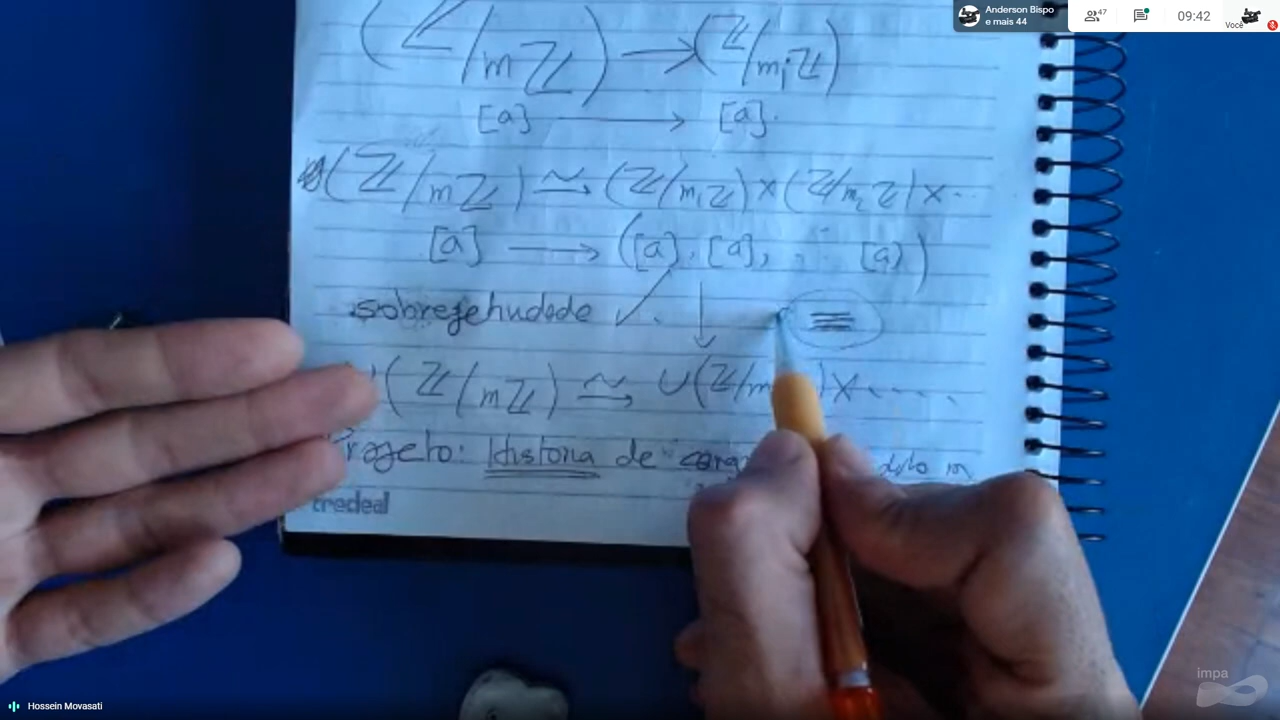 Anderson Bispo
e mais 44
47
09:42
Você
(ℤ/mℤ) → (ℤ/mᵢℤ)
[a] → [a].
(ℤ/mℤ) ≃ (ℤ/m₁ℤ) × (ℤ/m₂ℤ) × ..
[a] → ([a], [a], .. [a])
sobrejetividade ✓. ↓ ≡
(ℤ/mℤ) ≃ U(ℤ/m ) × ....
Projeto: História de m
tredeal
impa
Hossein Movasati